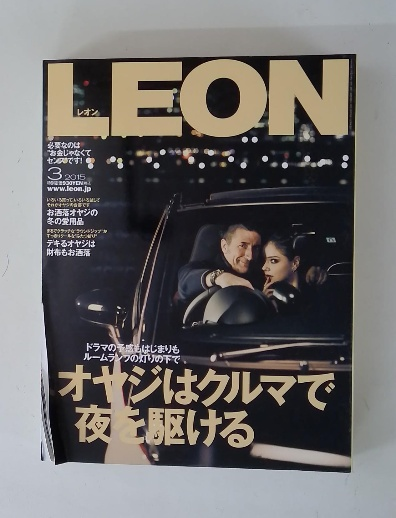 LEON
レオン
必要なのは
"お金じゃなくて
センスです!
3 2015
930YEN
www.leon.jp
お洒落オヤジの
冬の愛用品
デキるオヤジは
財布もお洒落
ドラマの予感もはじまりも
ルームランプの灯りの下で
オヤジはクルマで
夜を駆ける